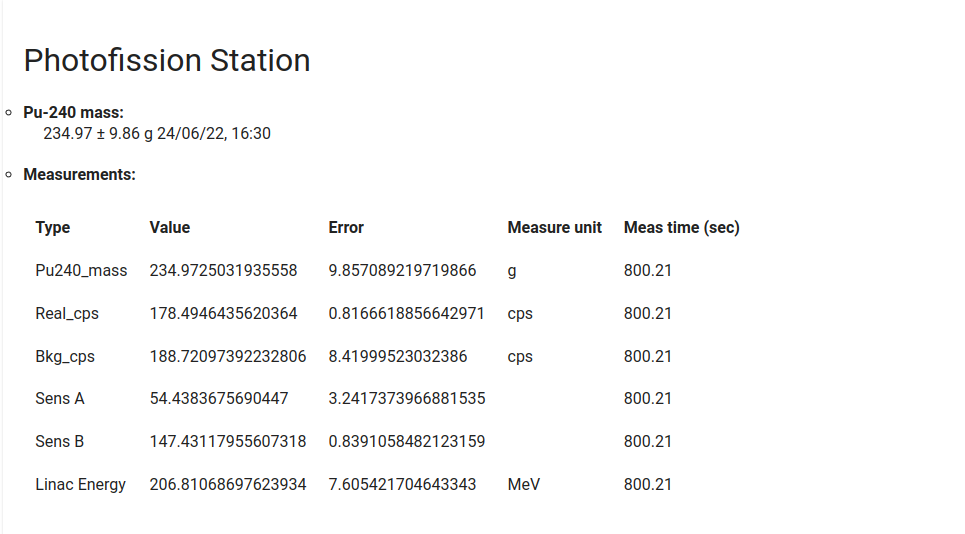 Photofission Station
Pu-240 mass:
234.97 ± 9.86 g 24/06/22, 16:30
Measurements:
Type Value Error Measure unit Meas time (sec)
Pu240_mass 234.9725031935558 9.857089219719866 g 800.21
Real_cps 178.4946435620364 0.8166618856642971 cps 800.21
Bkg_cps 188.72097392232806 8.41999523032386 cps 800.21
Sens A 54.4383675690447 3.2417373966881535 800.21
Sens B 147.43117955607318 0.8391058482123159 800.21
Linac Energy 206.81068697623934 7.605421704643343 MeV 800.21